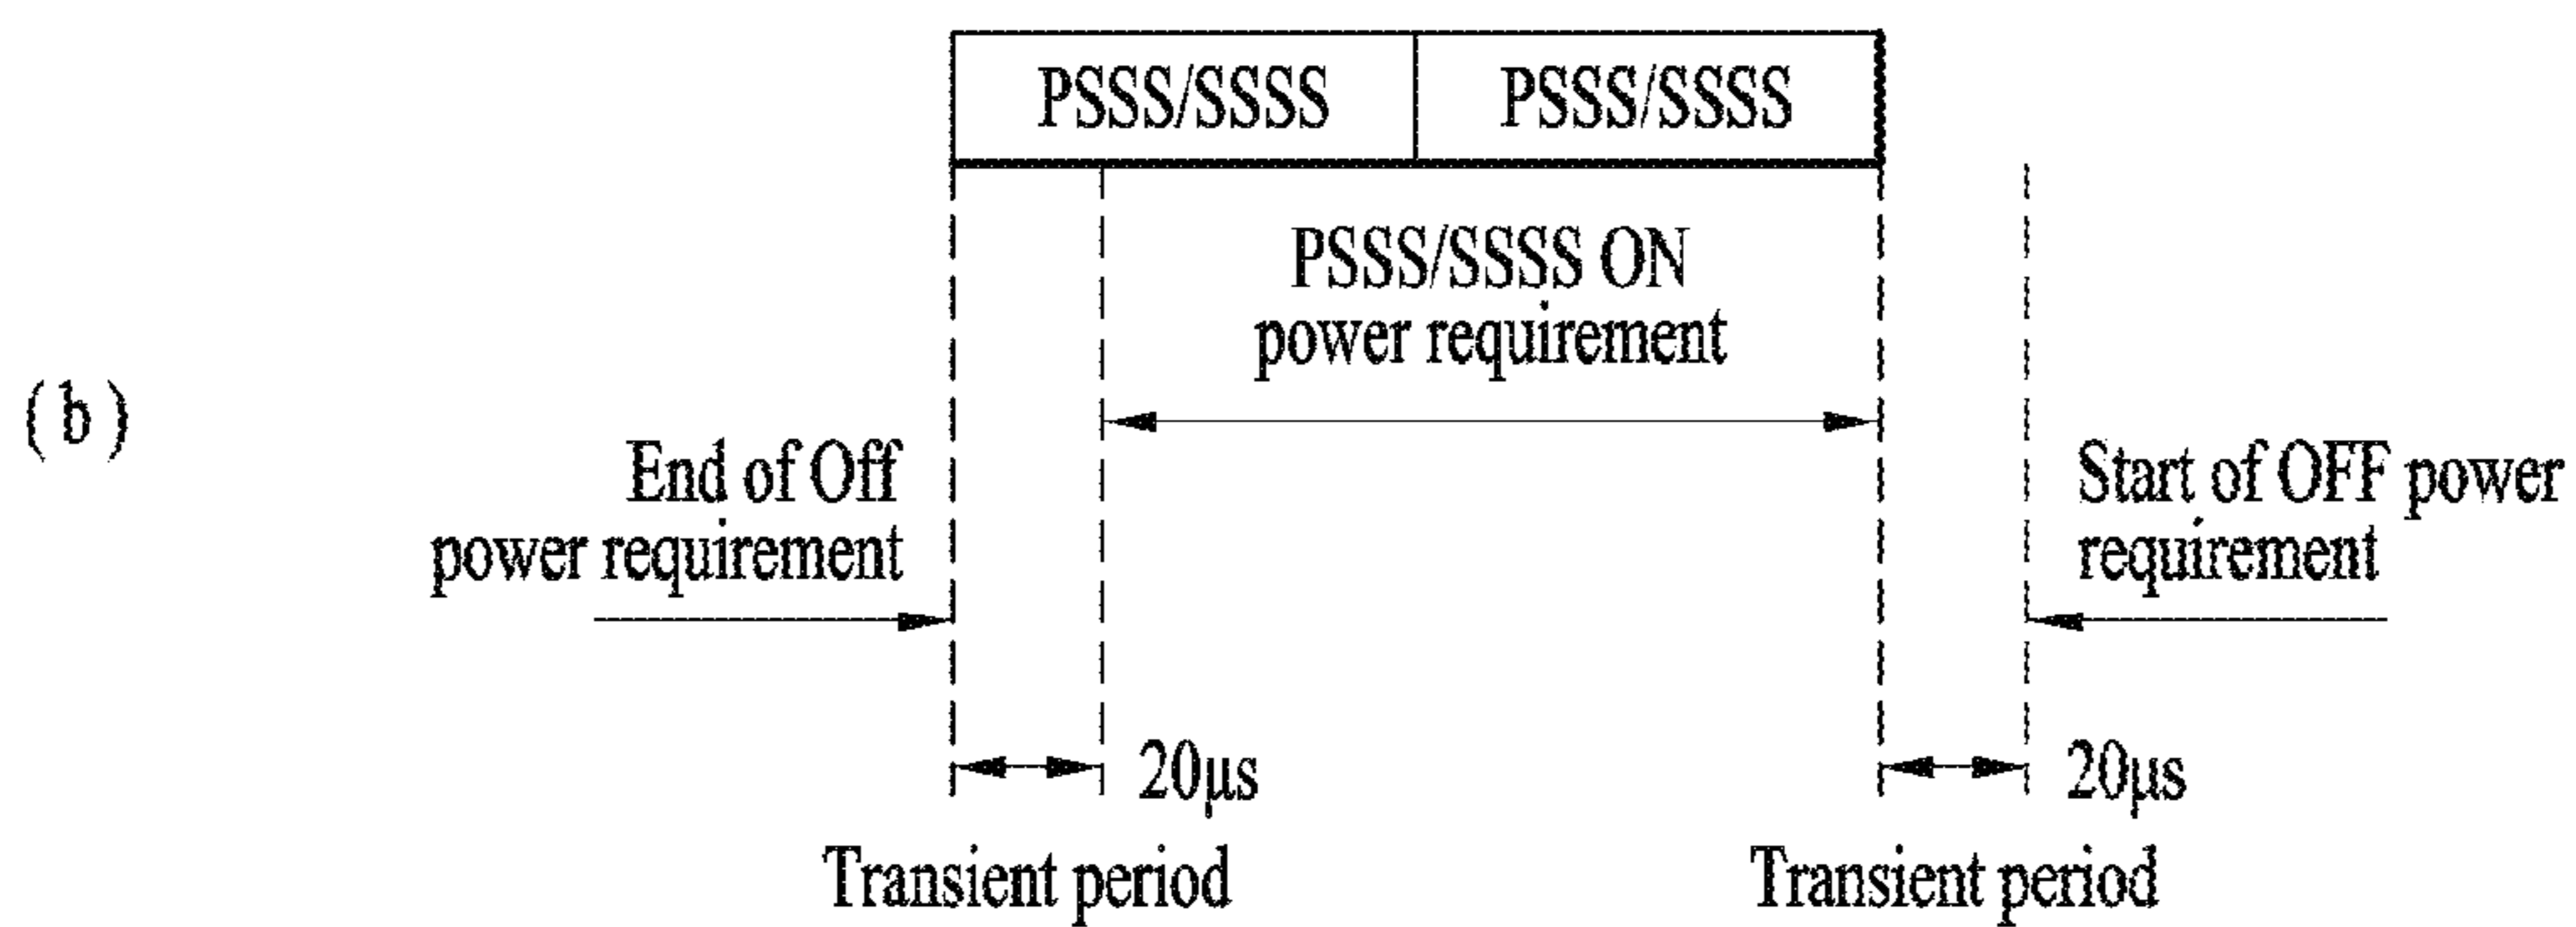 PSSS/SSSS PSSS/SSSS
PSSS/SSSS ON
power requirement
(b)
End of Off
power requirement
Start of OFF power
requirement
20μs
20μs
Transient period
Transient period